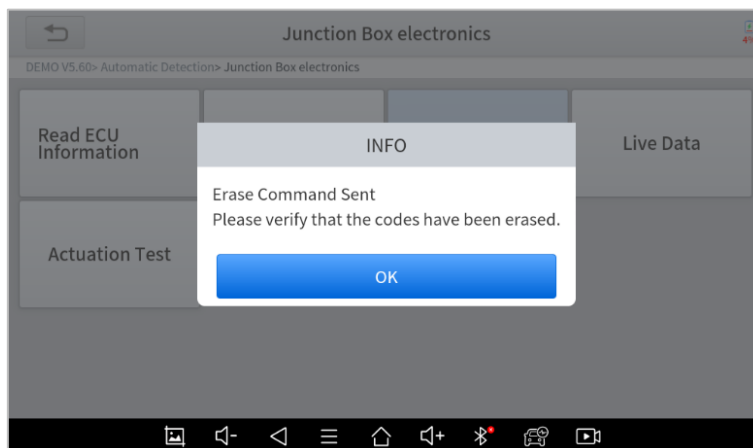 Junction Box electronics
DEMO V5.60> Automatic Detection> Junction Box electronics
Read ECU
Information
Live Data
INFO
Erase Command Sent
Please verify that the codes have been erased.
OK
Actuation Test